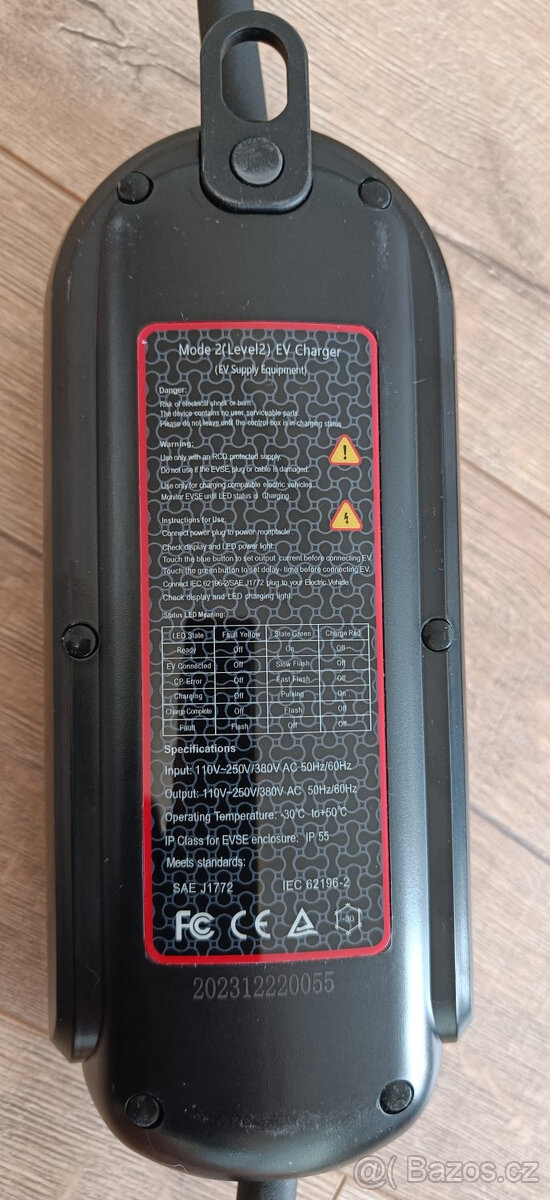 Mode 2(Level2) EV Charger
(EV Supply Equipment)
Danger:
Risk of electrical shock or burn.
The device contains no user serviceable parts.
Please do not leave until the control box is in charging status
Warning:
Use only with an RCD protected supply.
Do not use if the EVSE, plug or cable is damaged.
Use only for charging compatible electric vehicles.
Monitor EVSE until LED status is Charging.
Instructions for Use:
Connect power plug to power receptacle.
Check display and LED power light.
Touch the blue button to set output current before connecting EV.
Touch the green button to set delay- time before connecting EV.
Connect IEC 62196-2/SAE J1772 plug to your Electric Vehicle.
Check display and LED charging light.
Status LED Meaning:
LED State Fault Yellow State Green Charge Red
Ready Off On Off
EV Connected Off Slow Flash Off
CP Error Off Fast Flash Off
Charging Off Pulsing On
Charge Complete Off Flash Off
Fault Flash Off Off
Specifications
Input: 110V~250V/380V AC 50Hz/60Hz
Output: 110V~250V/380V AC 50Hz/60Hz
Operating Temperature: -30℃ to+50℃
IP Class for EVSE enclosure: IP 55
Meets standards:
SAE J1772 IEC 62196-2
FC CE -30
202312220055
@( Bazos.cz